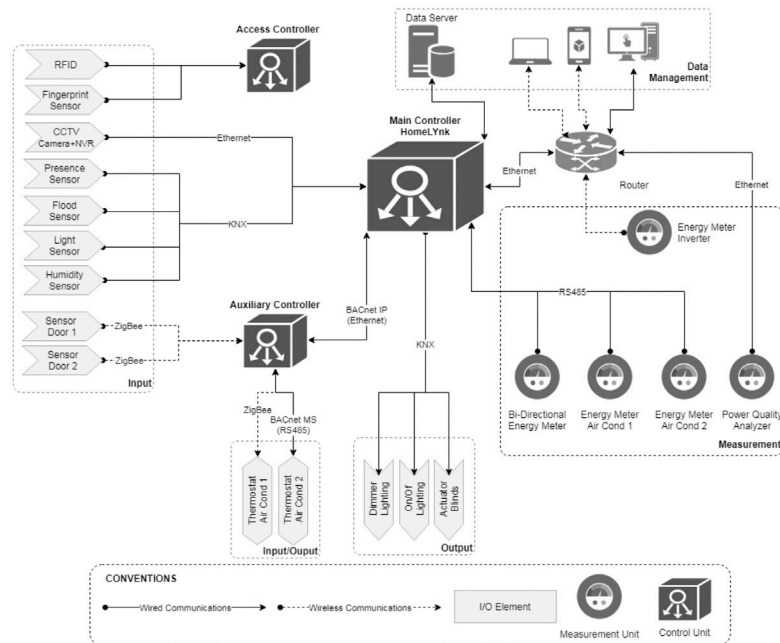 Access Controller
RFID
Fingerprint
Sensor
CCTV
Camera+NVR
Presence
Sensor
Flood
Sensor
Light
Sensor
Humidity
Sensor
Sensor
Door 1
Sensor
Door 2
Input
Ethernet
KNX
ZigBee
ZigBee
Data Server
Data
Management
Main Controller
HomeLYnk
Ethernet
Router
Ethernet
Energy Meter
Inverter
RS485
Bi-Directional
Energy Meter
Energy Meter
Air Cond 1
Energy Meter
Air Cond 2
Power Quality
Analyzer
Measurement
Auxiliary Controller
BACnet IP
(Ethernet)
KNX
ZigBee
BACnet MS
(RS485)
Thermostat
Air Cond 1
Thermostat
Air Cond 2
Input/Ouput
Dimmer
Lighting
On/Of
Lighting
Actuator
Blinds
Output
CONVENTIONS
Wired Communications
Wireless Communications
I/O Element
Measurement Unit
Control Unit